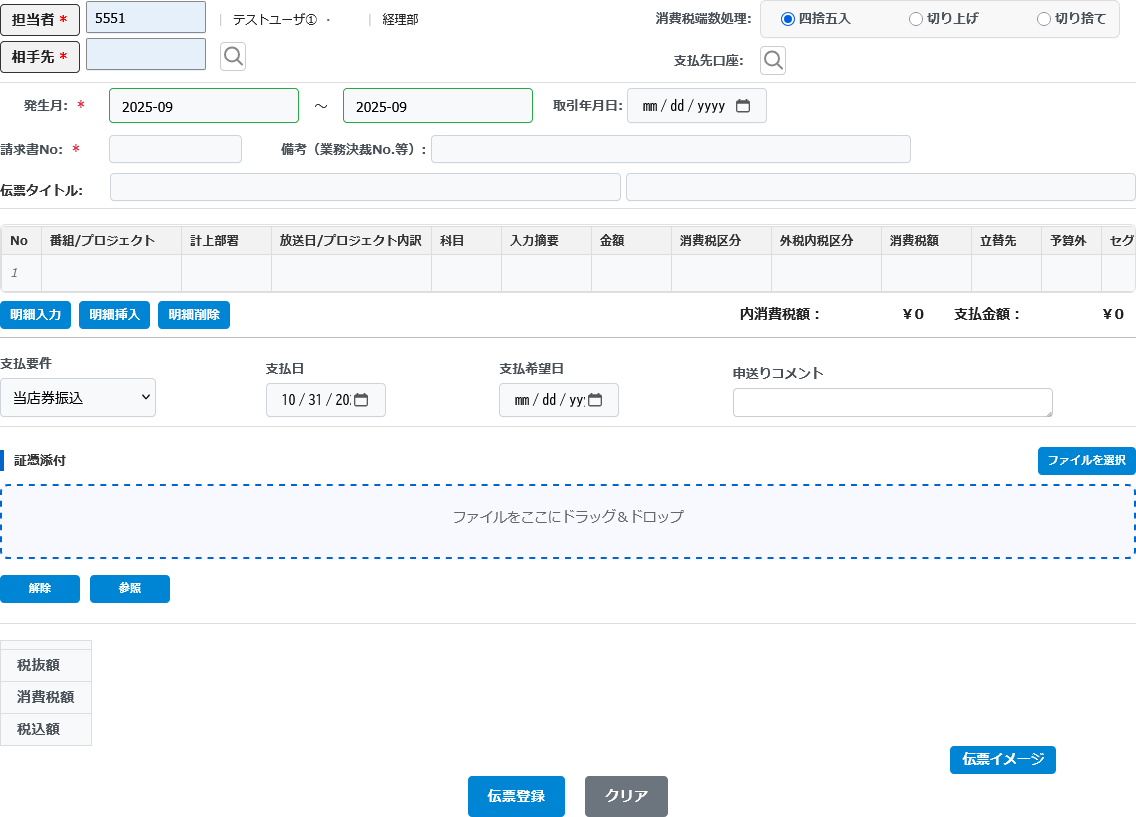 担当者 * 5551 | テストユーザ① ・ | 経理部 消費税端数処理: 四捨五入 切り上げ 切り捨て
相手先 * 支払先口座:
発生月: * 2025-09 ～ 2025-09 取引年月日: mm / dd / yyyy
請求書No: * 備考（業務決裁No.等）:
伝票タイトル:
No 番組/プロジェクト 計上部署 放送日/プロジェクト内訳 科目 入力摘要 金額 消費税区分 外税内税区分 消費税額 立替先 予算外 セグ
1
明細入力 明細挿入 明細削除 内消費税額： ¥0 支払金額： ¥0
支払要件 支払日 支払希望日 申送りコメント
当店券振込 10 / 31 / 20 mm / dd / yy
証憑添付 ファイルを選択
ファイルをここにドラッグ＆ドロップ
解除 参照
税抜額
消費税額
税込額
伝票イメージ
伝票登録 クリア